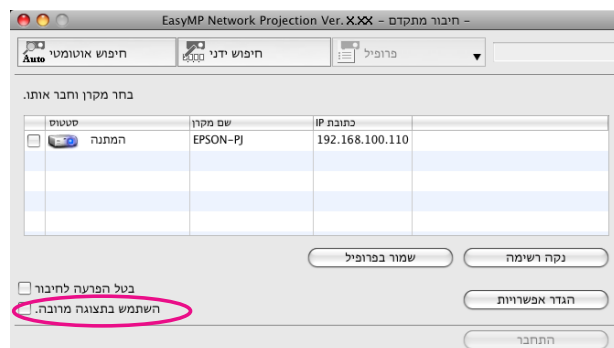 EasyMP Network Projection Ver. X.XX – חיבור מתקדם –
Auto חיפוש אוטומטי חיפוש ידני פרופיל
בחר מקרן וחבר אותו.
סטטוס שם מקרן כתובת IP
המתנה EPSON-PJ 192.168.100.110
שמור בפרופיל נקה רשימה
בטל הפרעה לחיבור
השתמש בתצוגה מרובה. הגדר אפשרויות
התחבר